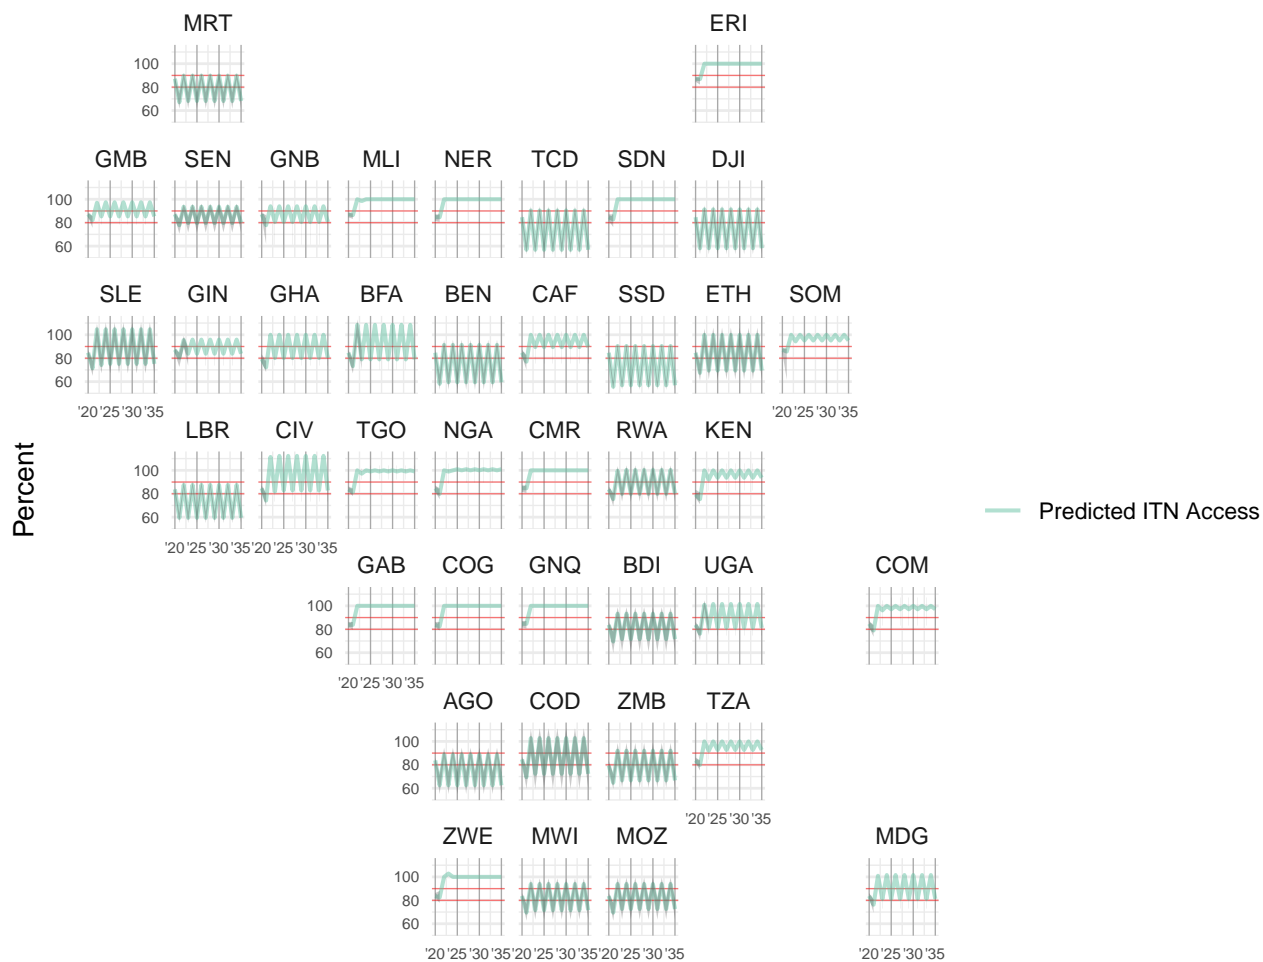 MRT ERI
100
80
60
GMB SEN GNB MLI NER TCD SDN DJI
100
80
60
SLE GIN GHA BFA BEN CAF SSD ETH SOM
100
80
60
'20 '25 '30 '35 '20 '25 '30 '35
LBR CIV TGO NGA CMR RWA KEN
100
80
60
'20 '25 '30 '35 '20 '25 '30 '35
GAB COG GNQ BDI UGA COM
100
80
60
'20 '25 '30 '35
AGO COD ZMB TZA
100
80
60
'20 '25 '30 '35
ZWE MWI MOZ MDG
100
80
60
'20 '25 '30 '35 '20 '25 '30 '35 '20 '25 '30 '35 '20 '25 '30 '35
Percent
Predicted ITN Access